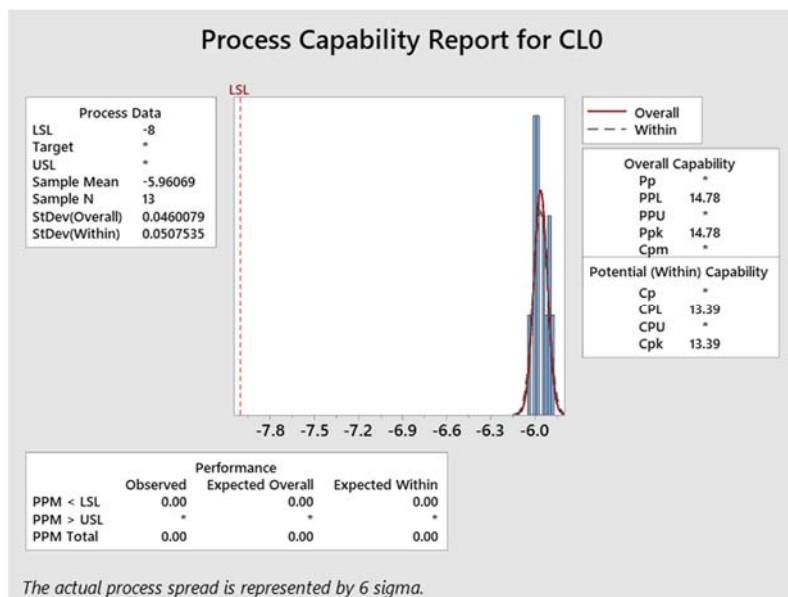 Process Capability Report for CL0
LSL
Process Data
LSL -8
Target *
USL *
Sample Mean -5.96069
Sample N 13
StDev(Overall) 0.0460079
StDev(Within) 0.0507535
Overall
Within
Overall Capability
Pp *
PPL 14.78
PPU *
Ppk 14.78
Cpm *
Potential (Within) Capability
Cp *
CPL 13.39
CPU *
Cpk 13.39
-7.8 -7.5 -7.2 -6.9 -6.6 -6.3 -6.0
Performance
Observed Expected Overall Expected Within
PPM < LSL 0.00 0.00 0.00
PPM > USL * * *
PPM Total 0.00 0.00 0.00
The actual process spread is represented by 6 sigma.